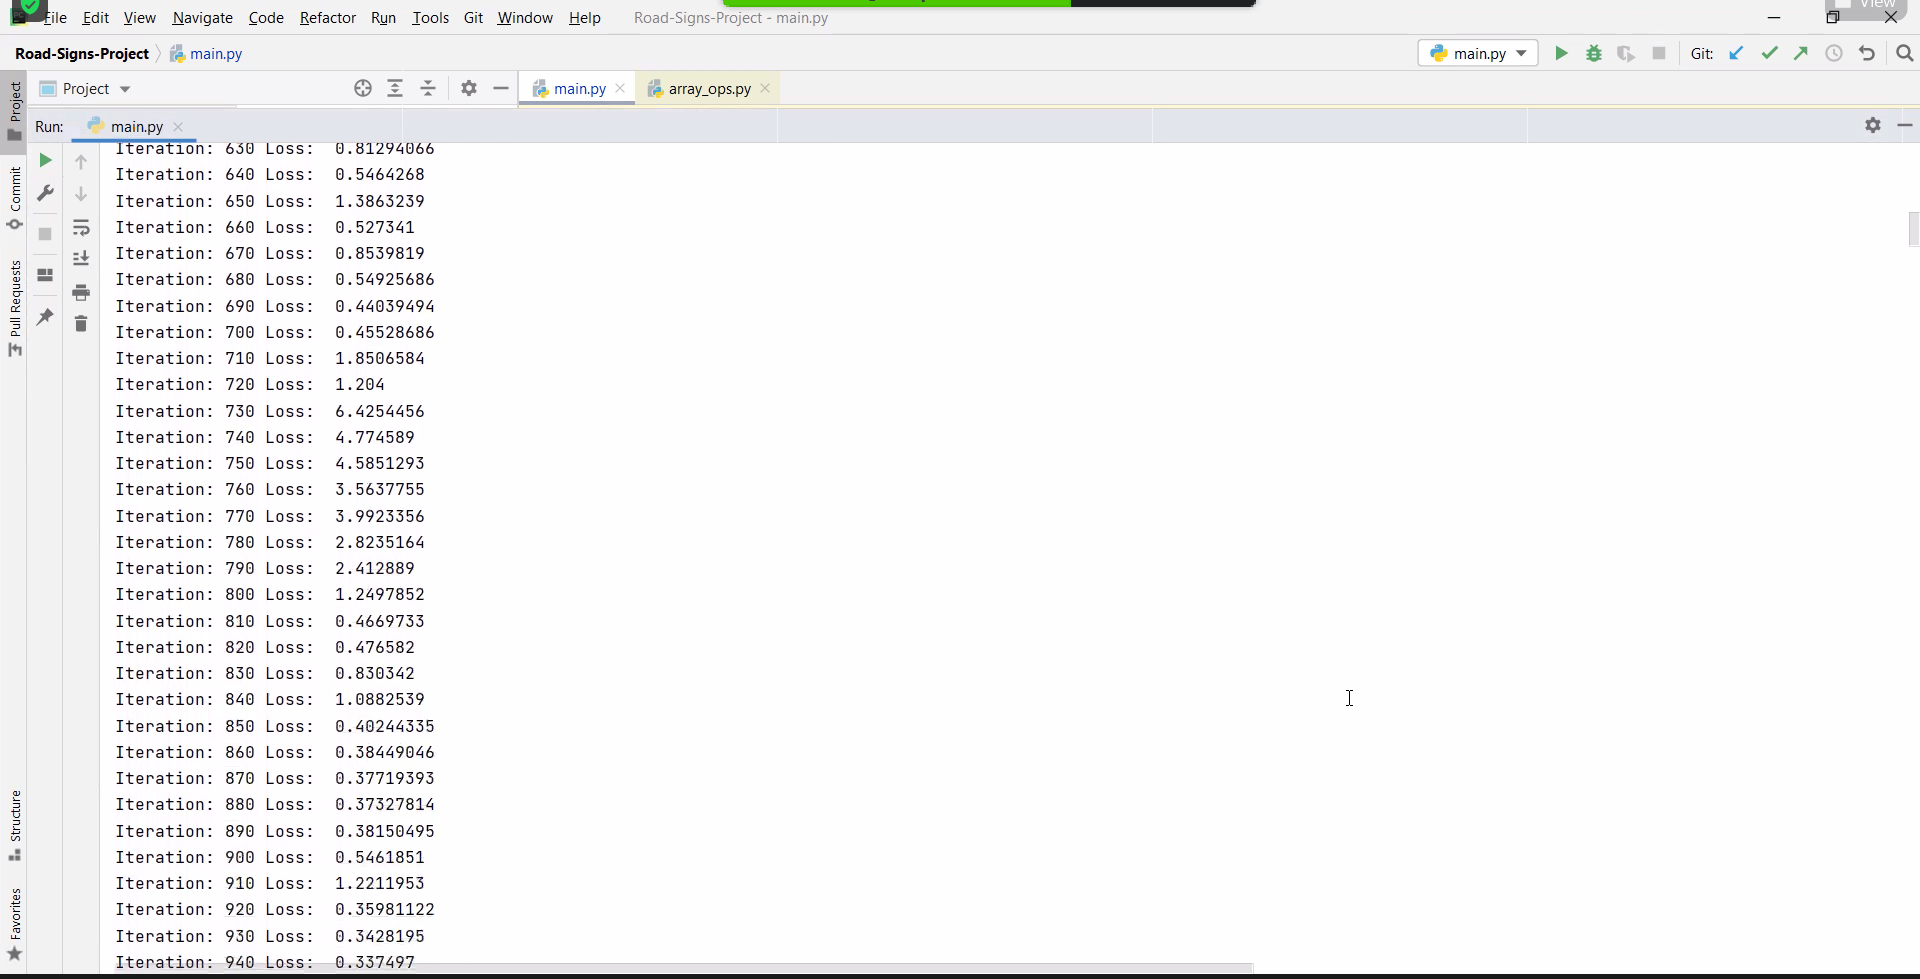 View
File Edit View Navigate Code Refactor Run Tools Git Window Help Road-Signs-Project - main.py
Road-Signs-Project main.py main.py Git:
Project main.py array_ops.py
Run: main.py
Iteration: 630 Loss: 0.81294066
Iteration: 640 Loss: 0.5464268
Iteration: 650 Loss: 1.3863239
Iteration: 660 Loss: 0.527341
Iteration: 670 Loss: 0.8539819
Iteration: 680 Loss: 0.54925686
Iteration: 690 Loss: 0.44039494
Iteration: 700 Loss: 0.45528686
Iteration: 710 Loss: 1.8506584
Iteration: 720 Loss: 1.204
Iteration: 730 Loss: 6.4254456
Iteration: 740 Loss: 4.774589
Iteration: 750 Loss: 4.5851293
Iteration: 760 Loss: 3.5637755
Iteration: 770 Loss: 3.9923356
Iteration: 780 Loss: 2.8235164
Iteration: 790 Loss: 2.412889
Iteration: 800 Loss: 1.2497852
Iteration: 810 Loss: 0.4669733
Iteration: 820 Loss: 0.476582
Iteration: 830 Loss: 0.830342
Iteration: 840 Loss: 1.0882539
Iteration: 850 Loss: 0.40244335
Iteration: 860 Loss: 0.38449046
Iteration: 870 Loss: 0.37719393
Iteration: 880 Loss: 0.37327814
Iteration: 890 Loss: 0.38150495
Iteration: 900 Loss: 0.5461851
Iteration: 910 Loss: 1.2211953
Iteration: 920 Loss: 0.35981122
Iteration: 930 Loss: 0.3428195
Iteration: 940 Loss: 0.337497
Project
Commit
Pull Requests
Structure
Favorites